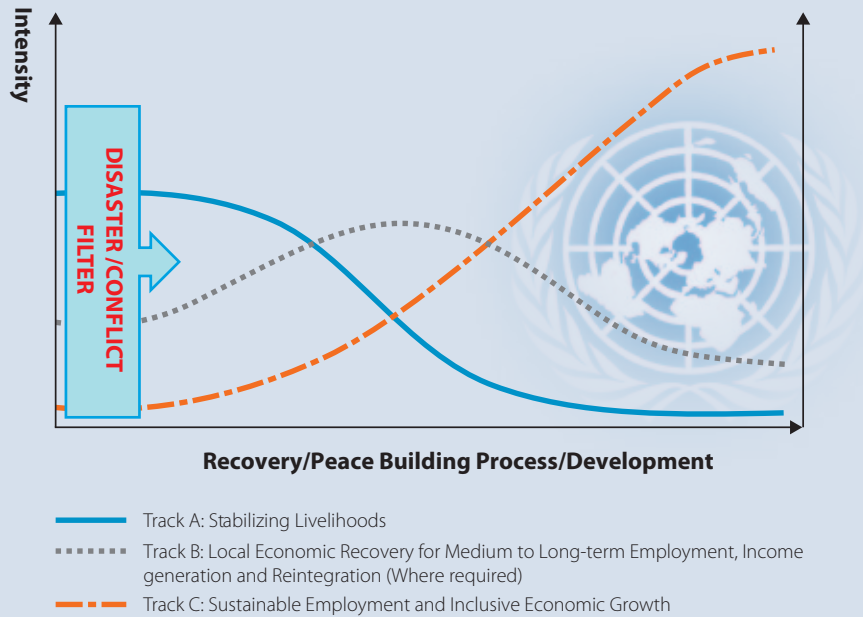 Intensity
DISASTER /CONFLICT
FILTER
Recovery/Peace Building Process/Development
Track A: Stabilizing Livelihoods
Track B: Local Economic Recovery for Medium to Long-term Employment, Income
generation and Reintegration (Where required)
Track C: Sustainable Employment and Inclusive Economic Growth